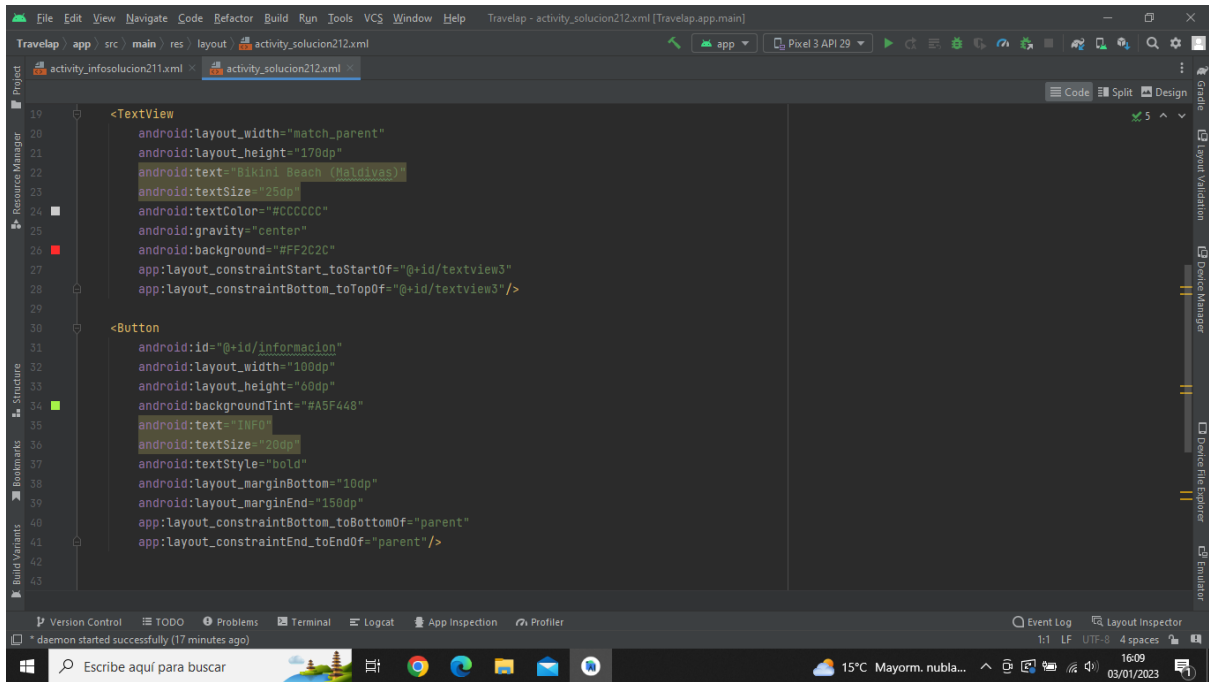 File Edit View Navigate Code Refactor Build Run Tools VCS Window Help Travelap - activity_solucion212.xml [Travelap.app.main]
Travelap app src main res layout activity_solucion212.xml app Pixel 3 API 29
activity_infosolucion211.xml activity_solucion212.xml
Code Split Design
Project
Resource Manager
Structure
Bookmarks
Build Variants
19 <TextView 5
20 android:layout_width="match_parent"
21 android:layout_height="170dp"
22 android:text="Bikini Beach (Maldivas)"
23 android:textSize="25dp"
24 android:textColor="#CCCCCC"
25 android:gravity="center"
26 android:background="#FF2C2C"
27 app:layout_constraintStart_toStartOf="@+id/textview3"
28 app:layout_constraintBottom_toTopOf="@+id/textview3"/>
29
30 <Button
31 android:id="@+id/informacion"
32 android:layout_width="100dp"
33 android:layout_height="60dp"
34 android:backgroundTint="#A5F448"
35 android:text="INFO"
36 android:textSize="20dp"
37 android:textStyle="bold"
38 android:layout_marginBottom="10dp"
39 android:layout_marginEnd="150dp"
40 app:layout_constraintBottom_toBottomOf="parent"
41 app:layout_constraintEnd_toEndOf="parent"/>
42
43
Gradle
Layout Validation
Device Manager
Device File Explorer
Emulator
Version Control TODO Problems Terminal Logcat App Inspection Profiler Event Log Layout Inspector
* daemon started successfully (17 minutes ago) 1:1 LF UTF-8 4 spaces
Escribe aquí para buscar 15°C Mayorm. nubla... 16:09
03/01/2023
1